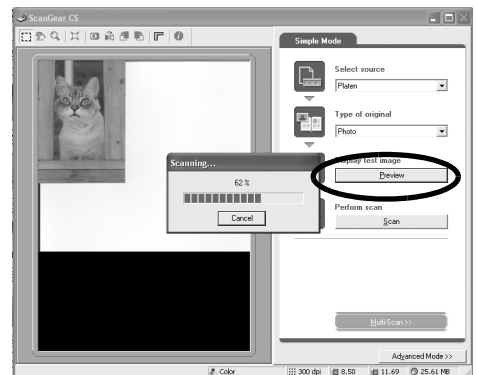 ScanGear CS
Simple Mode
Select source
Platen
Type of original
Photo
Display test image
Preview
Scanning...
62 %
Cancel
Perform scan
Scan
Multi-Scan >>
Advanced Mode >>
Color
300 dpi
8.50
11.69
25.61 MB